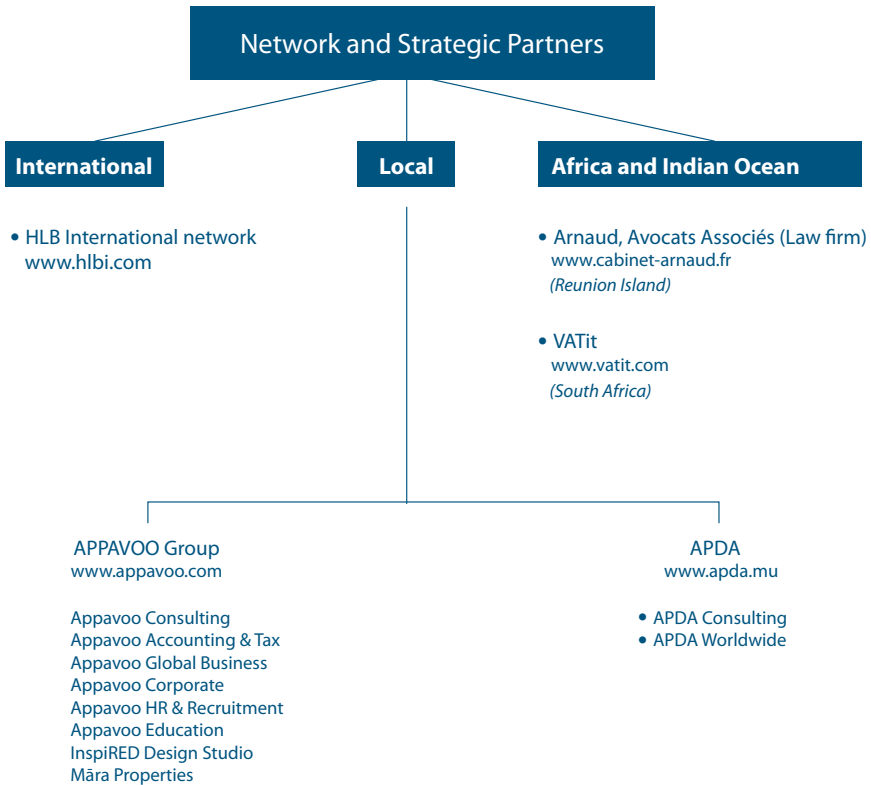 Network and Strategic Partners
International
• HLB International network
www.hlbi.com
Local
Africa and Indian Ocean
• Arnaud, Avocats Associés (Law firm)
www.cabinet-arnaud.fr
(Reunion Island)
• VATit
www.vatit.com
(South Africa)
APPAVOO Group
www.appavoo.com
Appavoo Consulting
Appavoo Accounting & Tax
Appavoo Global Business
Appavoo Corporate
Appavoo HR & Recruitment
Appavoo Education
InspiRED Design Studio
Māra Properties
APDA
www.apda.mu
• APDA Consulting
• APDA Worldwide